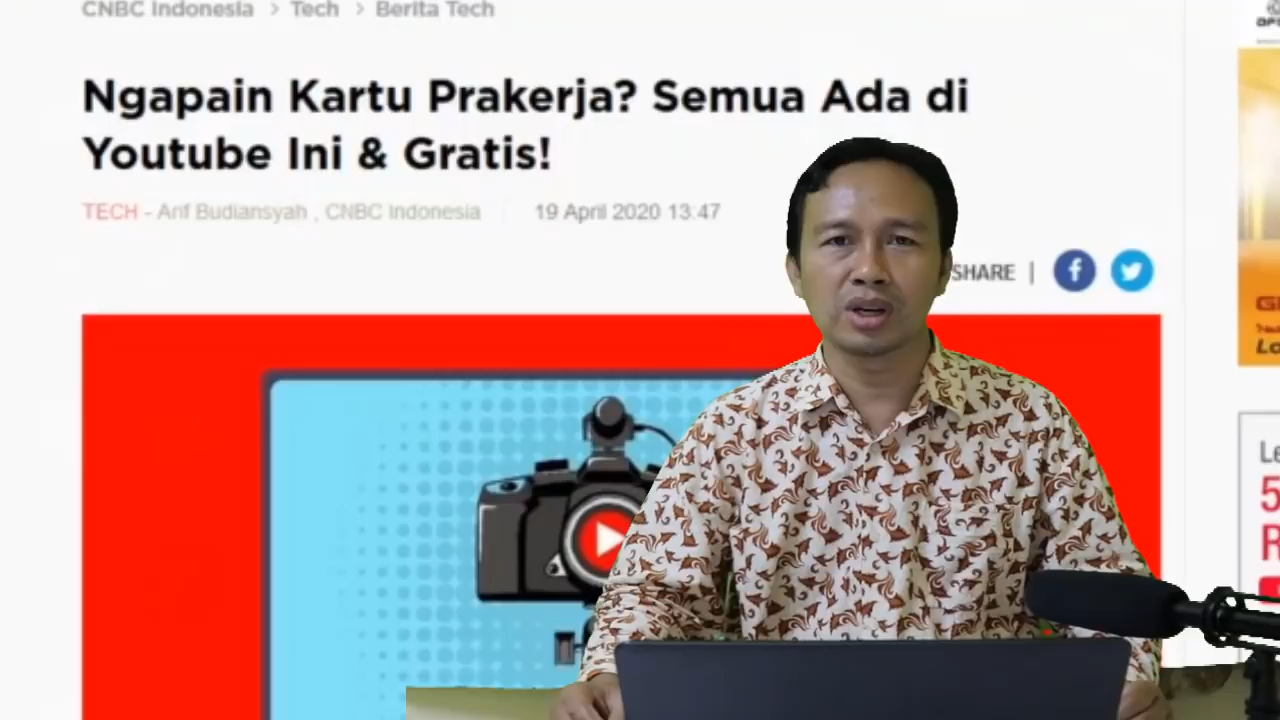 CNBC Indonesia > Tech > Berita Tech
Ngapain Kartu Prakerja? Semua Ada di
Youtube Ini & Gratis!
TECH - Arif Budiansyah , CNBC Indonesia 19 April 2020 13:47
SHARE |